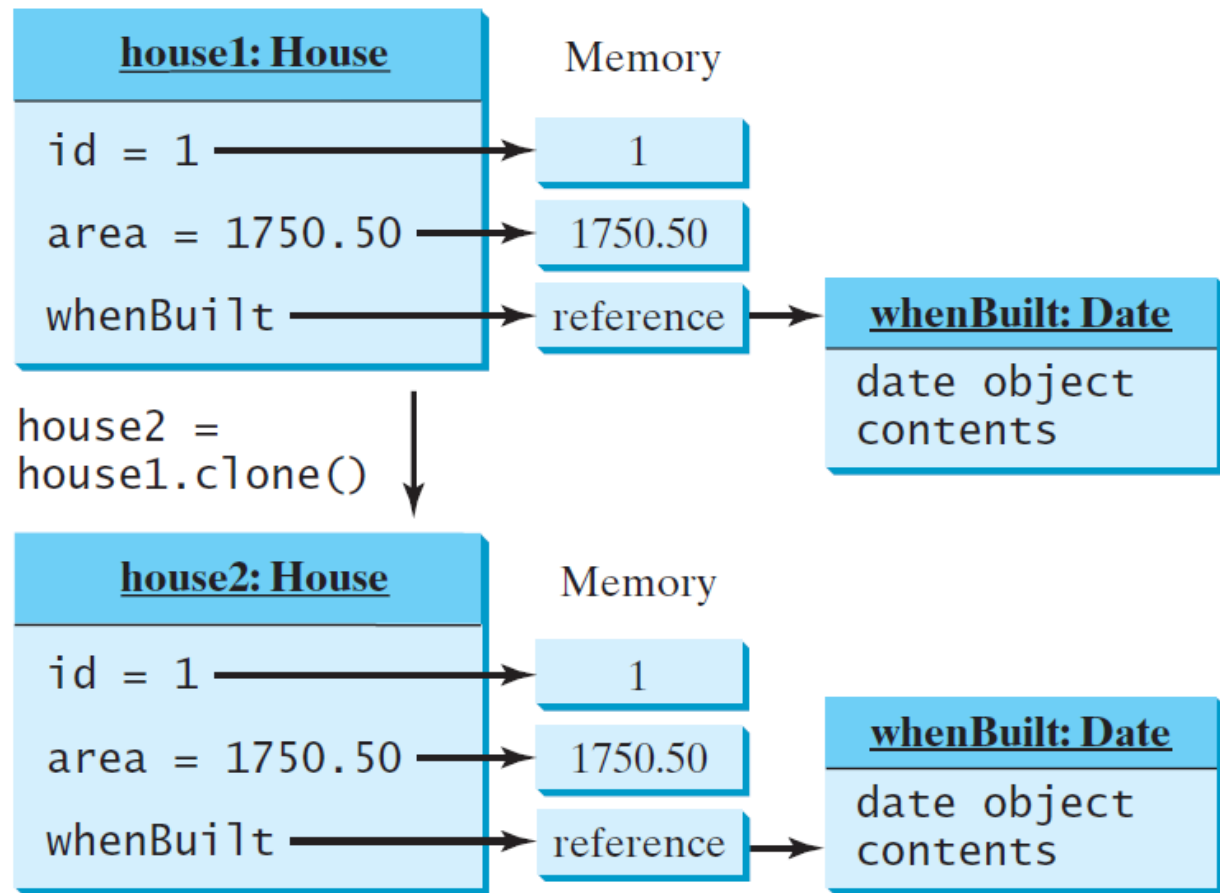 house1: House
Memory
id = 1
1
area = 1750.50
1750.50
whenBuilt
reference
whenBuilt: Date
date object
contents
house2 =
house1.clone()
house2: House
Memory
id = 1
1
area = 1750.50
1750.50
whenBuilt
reference
whenBuilt: Date
date object
contents